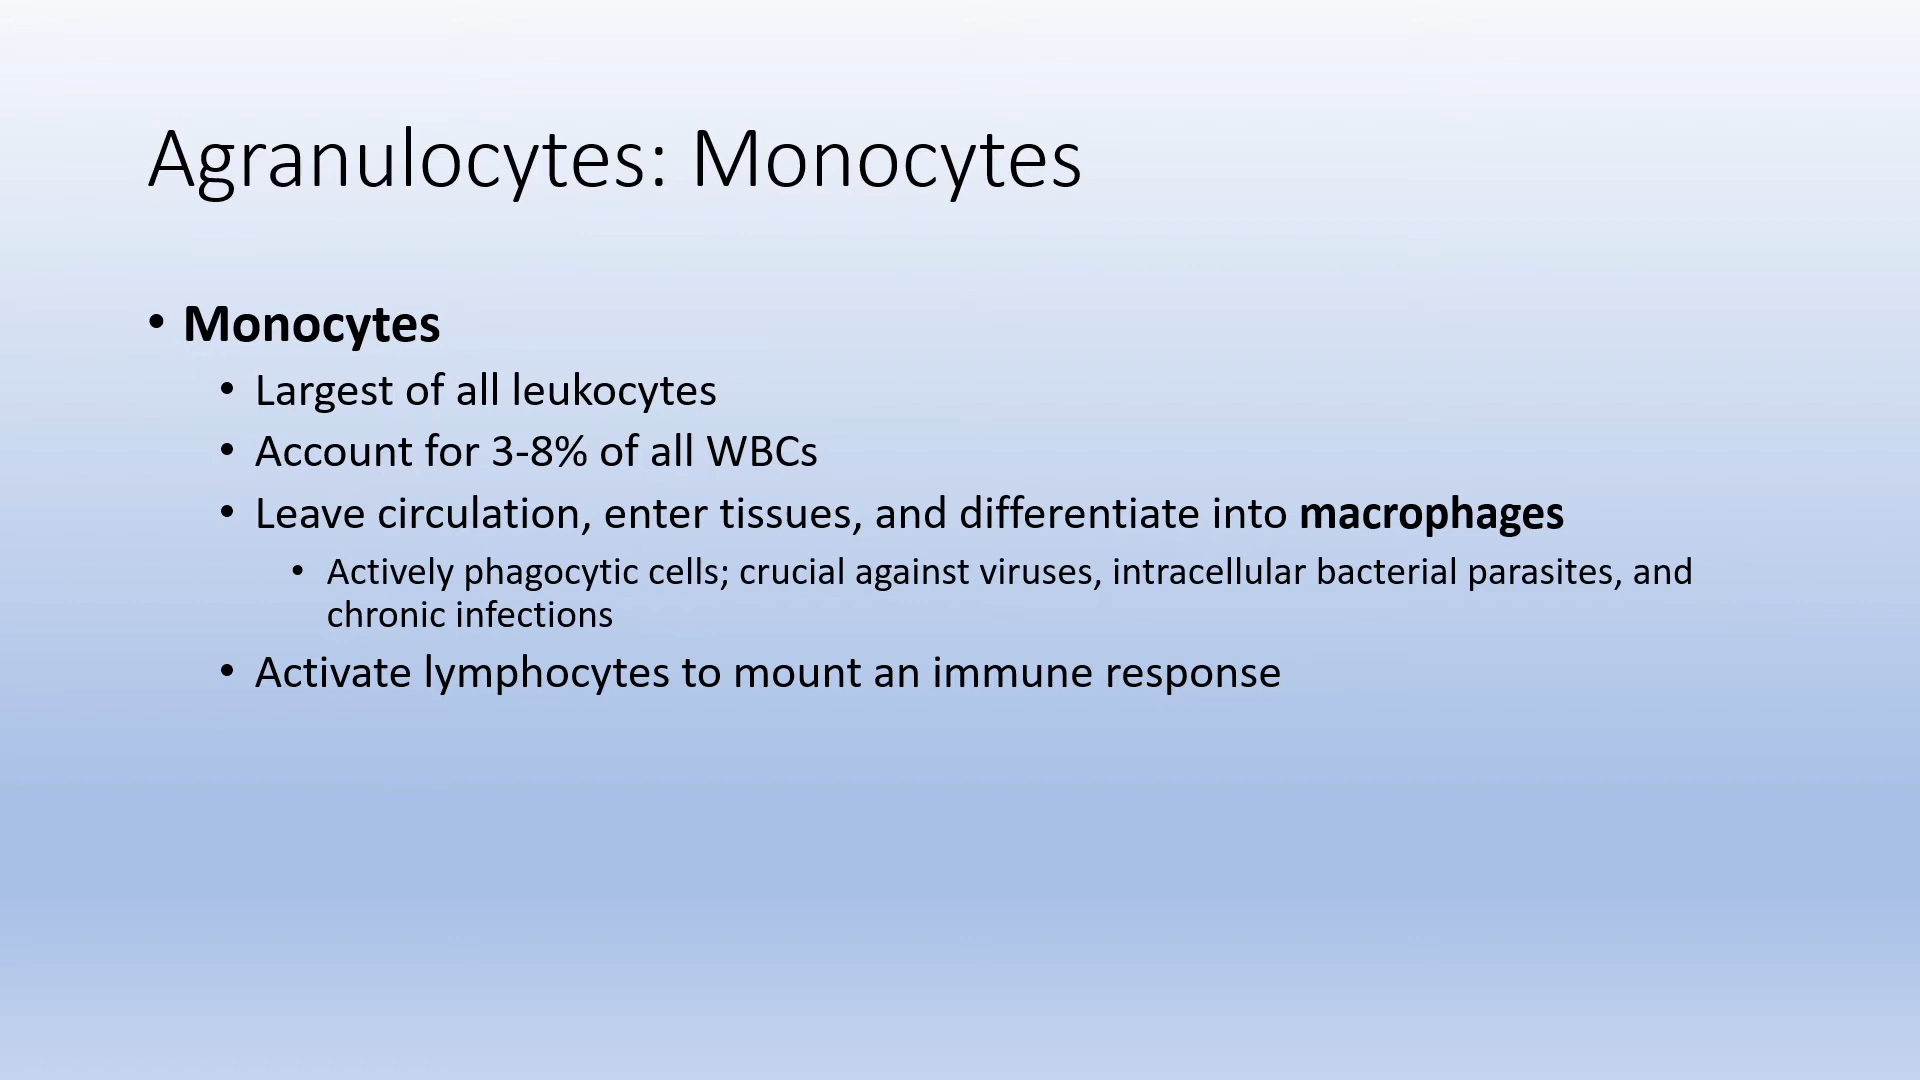 Agranulocytes: Monocytes
• Monocytes
• Largest of all leukocytes
• Account for 3-8% of all WBCs
• Leave circulation, enter tissues, and differentiate into macrophages
• Actively phagocytic cells; crucial against viruses, intracellular bacterial parasites, and
chronic infections
• Activate lymphocytes to mount an immune response